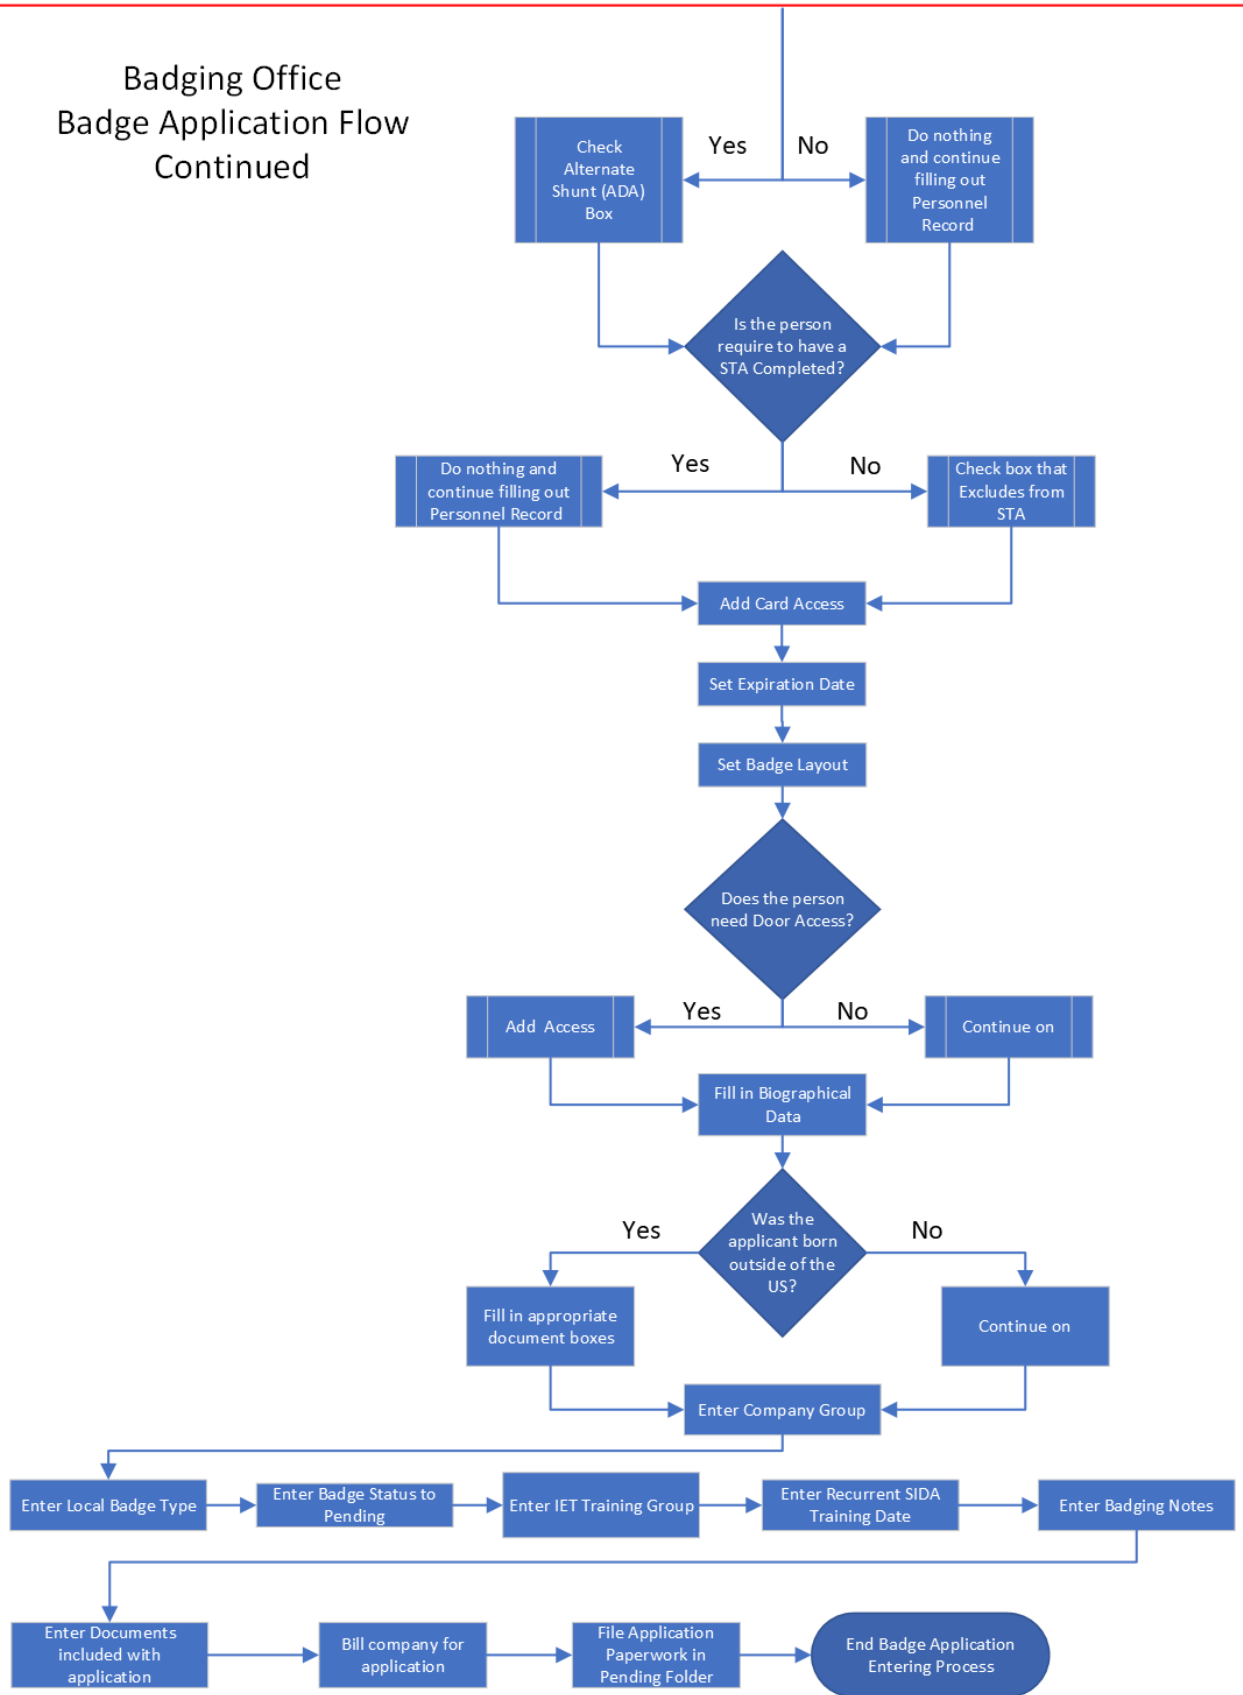 Badging Office
Badge Application Flow
Continued
Check
Alternate
Shunt (ADA)
Box
Yes
No
Do nothing
and continue
filling out
Personnel
Record
Is the person
require to have a
STA Completed?
Do nothing and
continue filling out
Personnel Record
Yes
No
Check box that
Excludes from
STA
Add Card Access
Set Expiration Date
Set Badge Layout
Does the person
need Door Access?
Add Access
Yes
No
Continue on
Fill in Biographical
Data
Was the
applicant born
outside of the
US?
Yes
No
Fill in appropriate
document boxes
Continue on
Enter Company Group
Enter Local Badge Type
Enter Badge Status to
Pending
Enter IET Training Group
Enter Recurrent SIDA
Training Date
Enter Badging Notes
Enter Documents
included with
application
Bill company for
application
File Application
Paperwork in
Pending Folder
End Badge Application
Entering Process